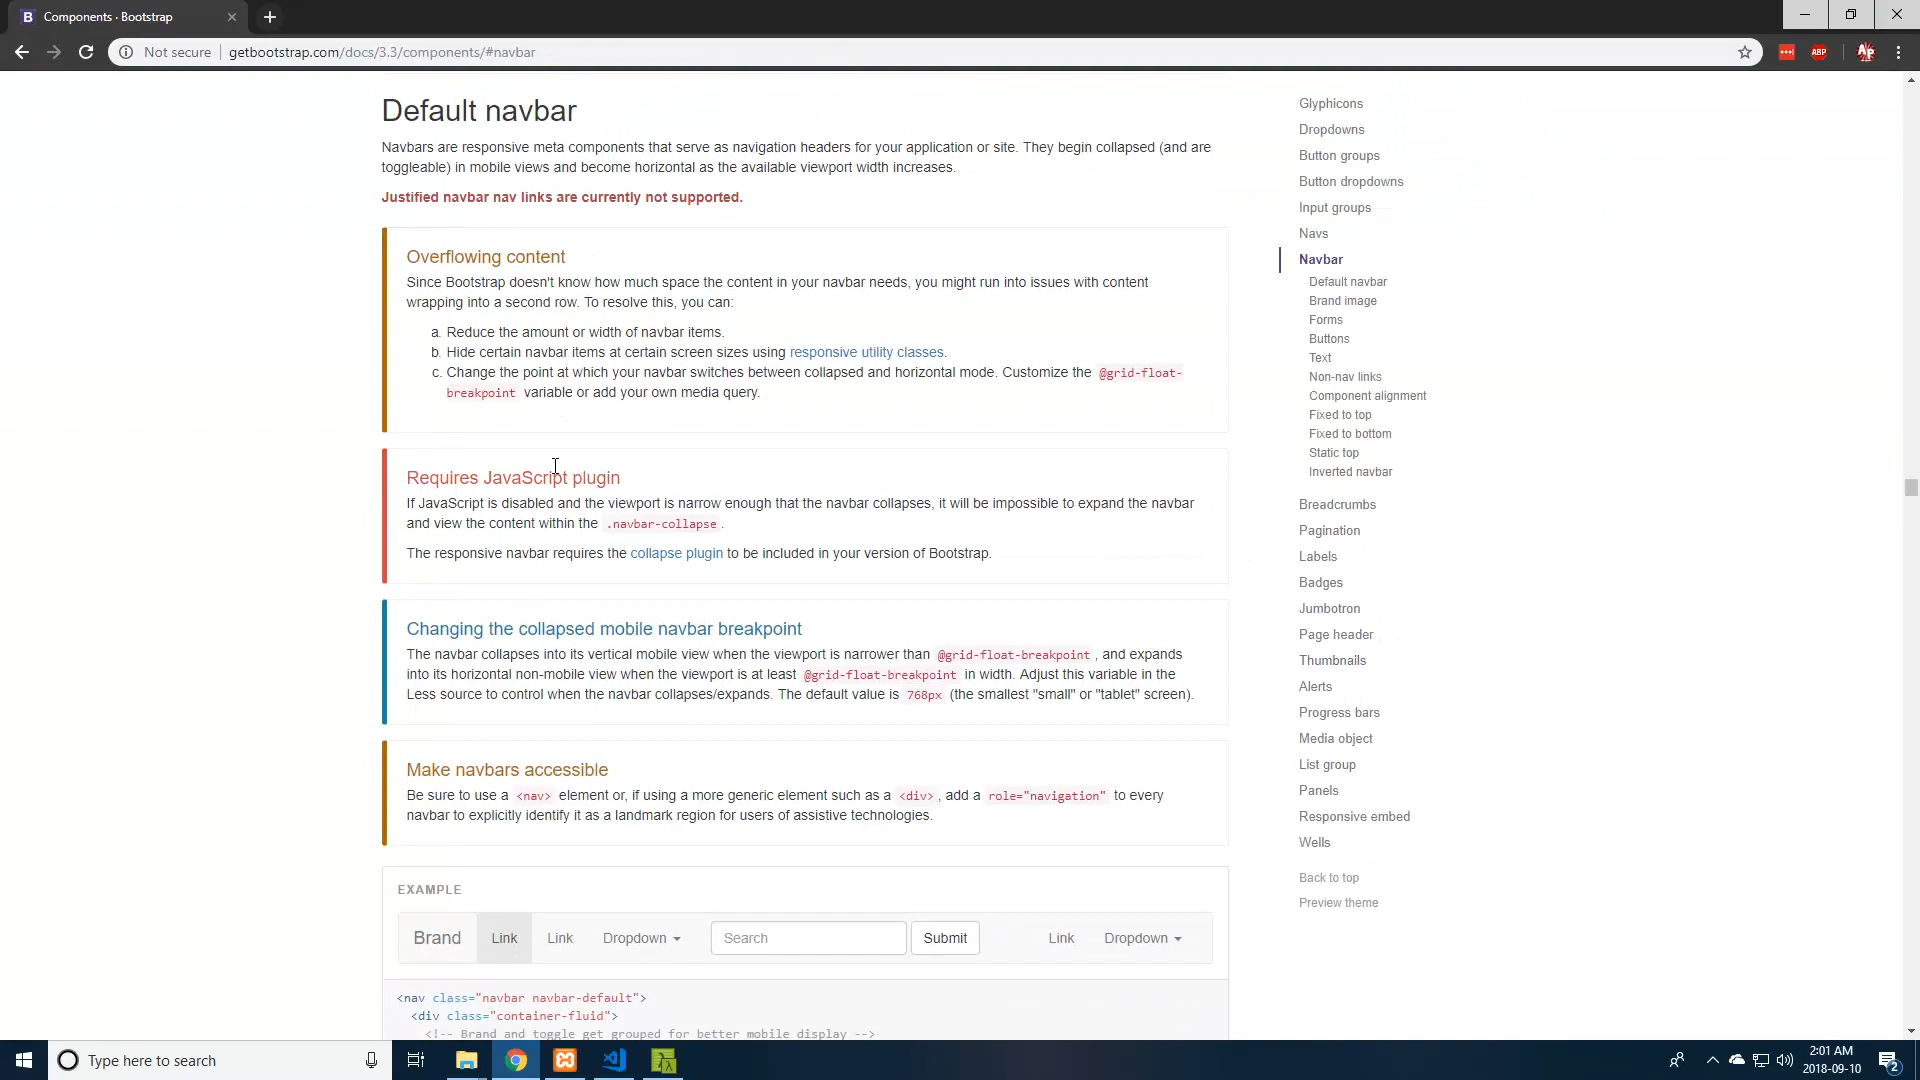 Components · Bootstrap
Not secure getbootstrap.com/docs/3.3/components/#navbar
ABP
Default navbar
Navbars are responsive meta components that serve as navigation headers for your application or site. They begin collapsed (and are
toggleable) in mobile views and become horizontal as the available viewport width increases.
Justified navbar nav links are currently not supported.
Overflowing content
Since Bootstrap doesn't know how much space the content in your navbar needs, you might run into issues with content
wrapping into a second row. To resolve this, you can:
a. Reduce the amount or width of navbar items.
b. Hide certain navbar items at certain screen sizes using responsive utility classes.
c. Change the point at which your navbar switches between collapsed and horizontal mode. Customize the @grid-float-
breakpoint variable or add your own media query.
Requires JavaScript plugin
If JavaScript is disabled and the viewport is narrow enough that the navbar collapses, it will be impossible to expand the navbar
and view the content within the .navbar-collapse.
The responsive navbar requires the collapse plugin to be included in your version of Bootstrap.
Changing the collapsed mobile navbar breakpoint
The navbar collapses into its vertical mobile view when the viewport is narrower than @grid-float-breakpoint, and expands
into its horizontal non-mobile view when the viewport is at least @grid-float-breakpoint in width. Adjust this variable in the
Less source to control when the navbar collapses/expands. The default value is 768px (the smallest "small" or "tablet" screen).
Make navbars accessible
Be sure to use a <nav> element or, if using a more generic element such as a <div>, add a role="navigation" to every
navbar to explicitly identify it as a landmark region for users of assistive technologies.
EXAMPLE
Brand Link Link Dropdown Search Submit Link Dropdown
<nav class="navbar navbar-default">
<div class="container-fluid">
<!-- Brand and toggle get grouped for better mobile display -->
Glyphicons
Dropdowns
Button groups
Button dropdowns
Input groups
Navs
Navbar
Default navbar
Brand image
Forms
Buttons
Text
Non-nav links
Component alignment
Fixed to top
Fixed to bottom
Static top
Inverted navbar
Breadcrumbs
Pagination
Labels
Badges
Jumbotron
Page header
Thumbnails
Alerts
Progress bars
Media object
List group
Panels
Responsive embed
Wells
Back to top
Preview theme
Type here to search
2:01 AM
2018-09-10
2